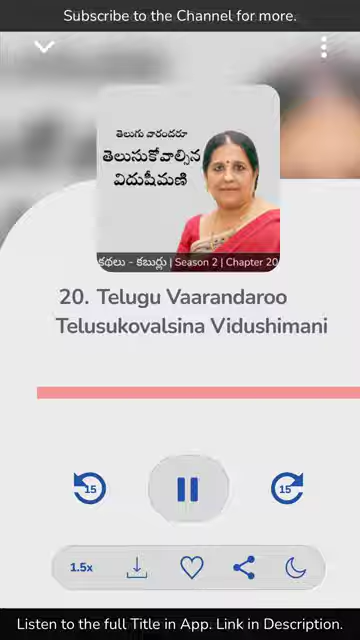 Subscribe to the Channel for more.
తెలుగు వారందరూ
తెలుసుకోవాల్సిన
విదుషీమణి
కథలు - కబుర్లు | Season 2 | Chapter 20
20. Telugu Vaarandaroo
Telusukovalsina Vidushimani
15
15
1.5x
Listen to the full Title in App. Link in Description.